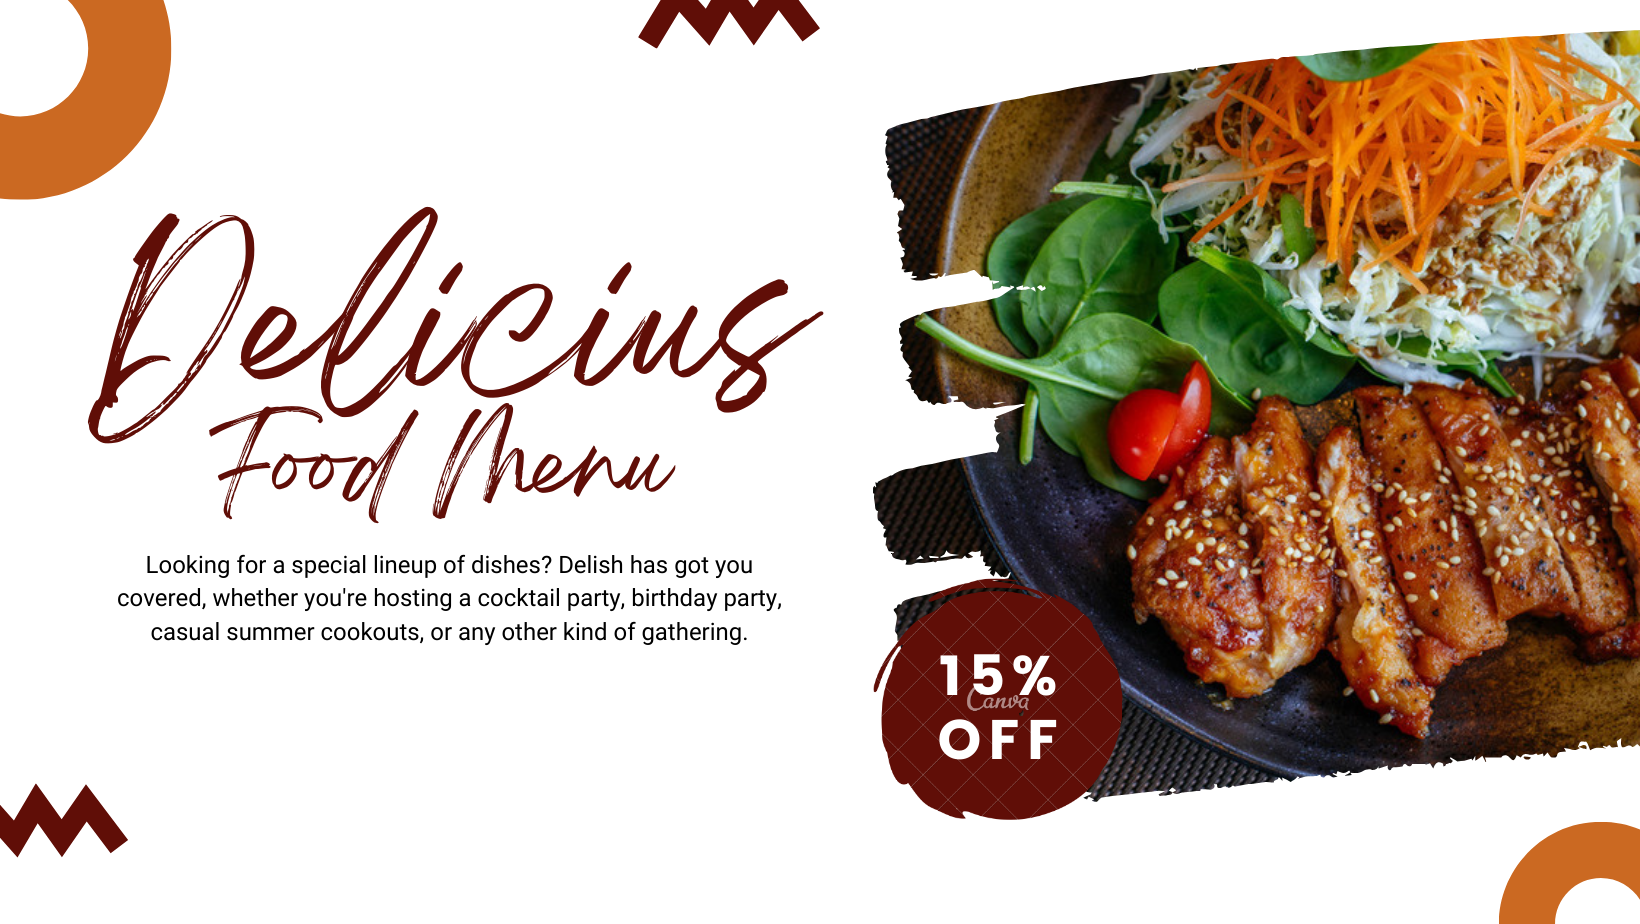 Delicius
Food Menu
Looking for a special lineup of dishes? Delish has got you
covered, whether you're hosting a cocktail party, birthday party,
casual summer cookouts, or any other kind of gathering.
15%
Canva
OFF